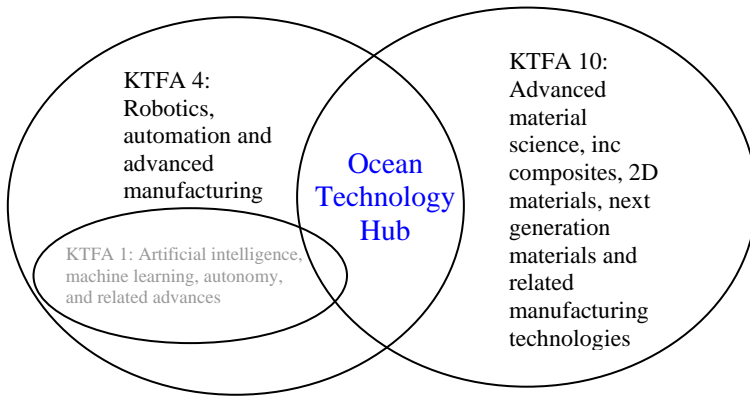 KTFA 4:
Robotics,
automation and
advanced
manufacturing
KTFA 1: Artificial intelligence,
machine learning, autonomy,
and related advances
Ocean
Technology
Hub
KTFA 10:
Advanced
material
science, inc
composites, 2D
materials, next
generation
materials and
related
manufacturing
technologies